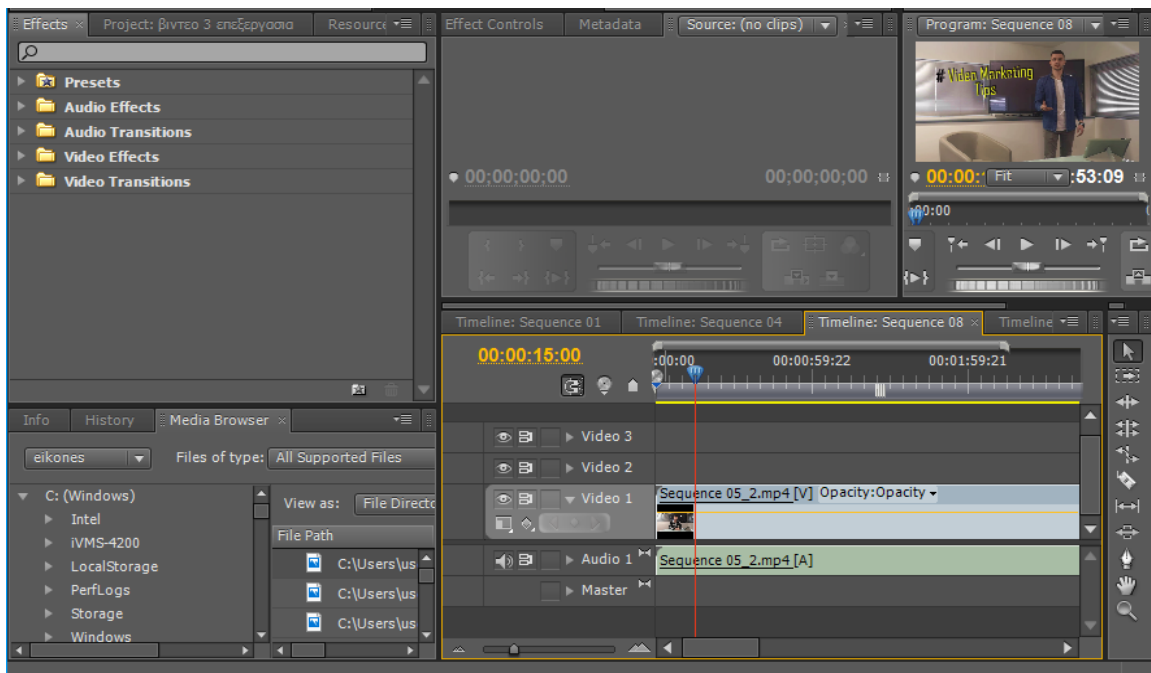 Effects
Project: βιντεο 3 επεξεργασια
Resourc
Presets
Audio Effects
Audio Transitions
Video Effects
Video Transitions
Effect Controls
Metadata
Source: (no clips)
00;00;00;00
00;00;00;00
Program: Sequence 08
# Video Marketing
Tips
00:00:
Fit
:53:09
:00:00
Info
History
Media Browser
eikones
Files of type:
All Supported Files
C: (Windows)
Intel
iVMS-4200
LocalStorage
PerfLogs
Storage
Windows
View as:
File Directo
File Path
C:\Users\us
C:\Users\us
C:\Users\us
Timeline: Sequence 01
Timeline: Sequence 04
Timeline: Sequence 08
Timeline
00:00:15:00
:00:00
00:00:59:22
00:01:59:21
Video 3
Video 2
Video 1
Sequence 05_2.mp4 [V] Opacity:Opacity
Audio 1
Sequence 05_2.mp4 [A]
Master